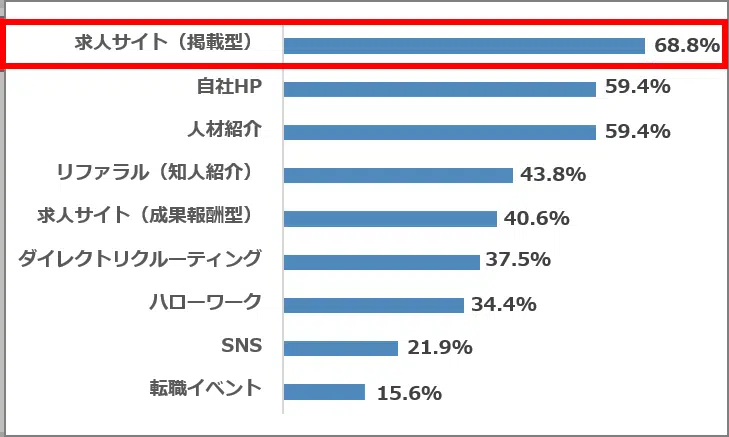 求人サイト（掲載型） 68.8%
自社HP 59.4%
人材紹介 59.4%
リファラル（知人紹介） 43.8%
求人サイト（成果報酬型） 40.6%
ダイレクトリクルーティング 37.5%
ハローワーク 34.4%
SNS 21.9%
転職イベント 15.6%